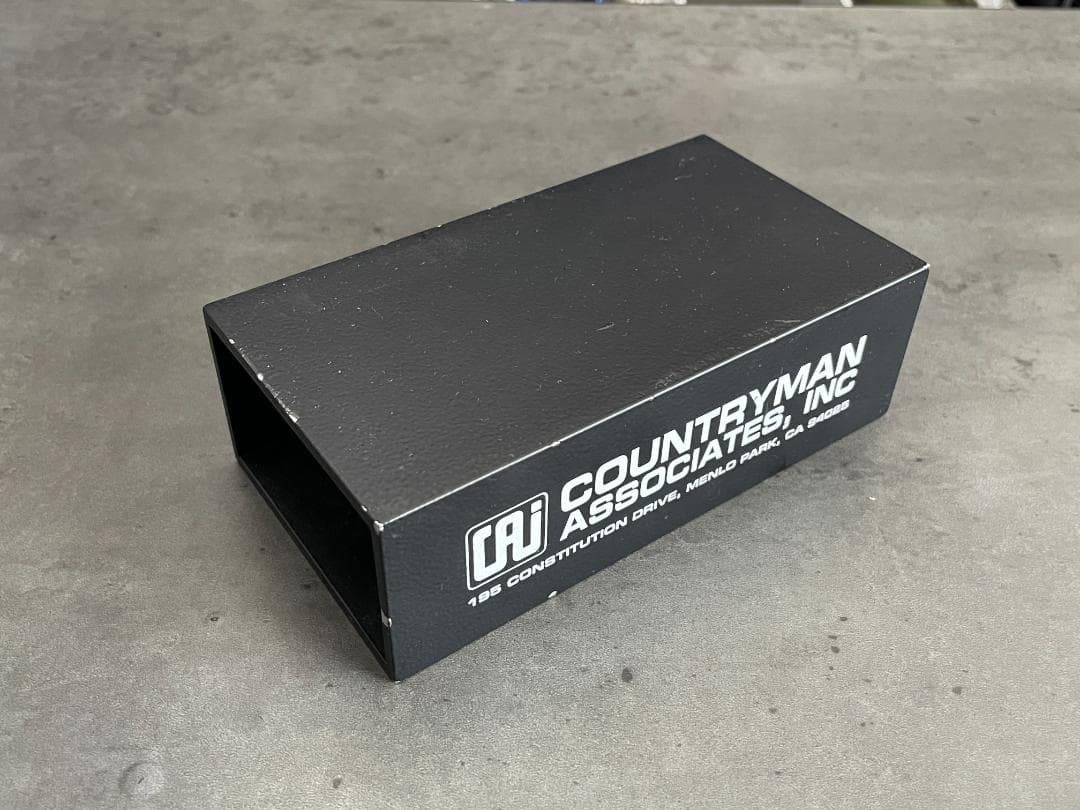 CAI
COUNTRYMAN
ASSOCIATES, INC
195 CONSTITUTION DRIVE, MENLO PARK, CA 94025